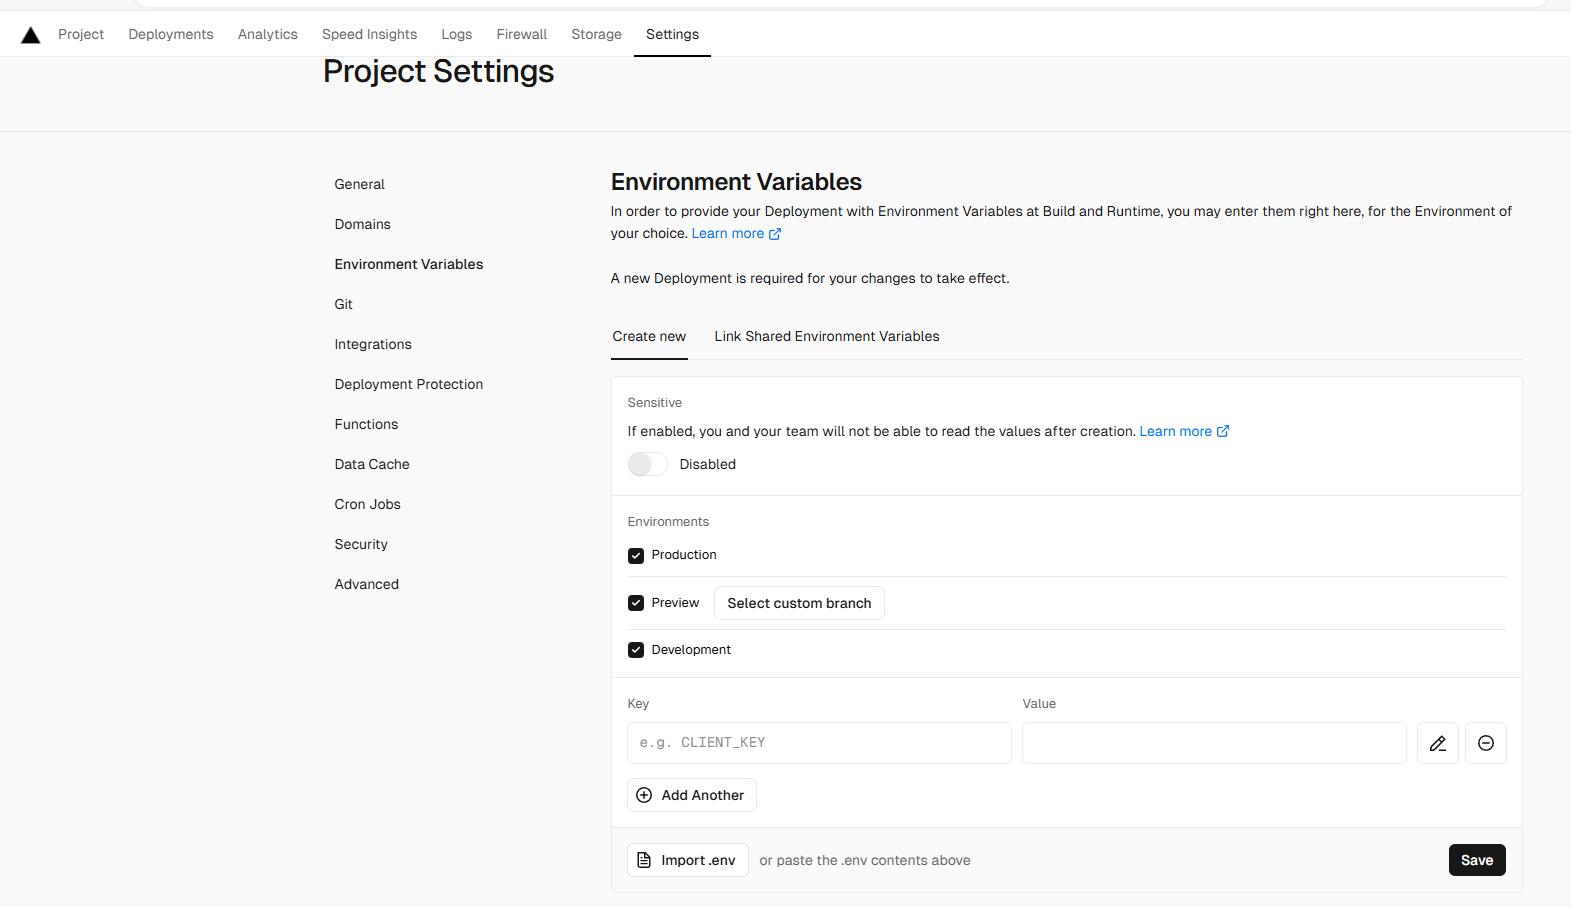 Project Deployments Analytics Speed Insights Logs Firewall Storage Settings
Project Settings
General
Domains
Environment Variables
Git
Integrations
Deployment Protection
Functions
Data Cache
Cron Jobs
Security
Advanced
Environment Variables
In order to provide your Deployment with Environment Variables at Build and Runtime, you may enter them right here, for the Environment of
your choice. Learn more
A new Deployment is required for your changes to take effect.
Create new Link Shared Environment Variables
Sensitive
If enabled, you and your team will not be able to read the values after creation. Learn more
Disabled
Environments
Production
Preview Select custom branch
Development
Key Value
e.g. CLIENT_KEY
Add Another
Import .env or paste the .env contents above Save